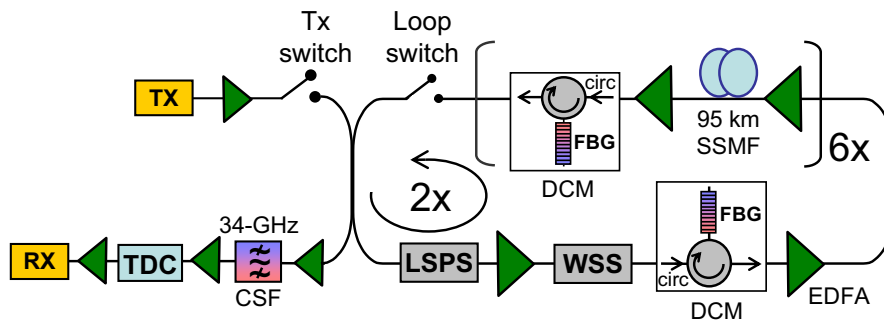 Tx
switch
Loop
switch
TX
circ
FBG
DCM
95 km
SSMF
6x
2x
FBG
circ
DCM
34-GHz
RX
TDC
CSF
LSPS
WSS
EDFA